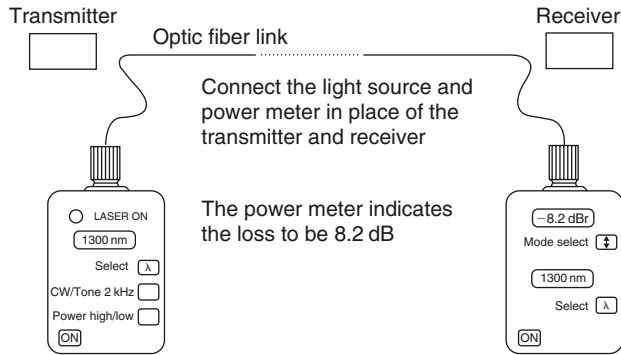 Transmitter
Receiver
Optic fiber link
Connect the light source and
power meter in place of the
transmitter and receiver
LASER ON
1300 nm
Select λ
CW/Tone 2 kHz
Power high/low
ON
The power meter indicates
the loss to be 8.2 dB
−8.2 dBr
Mode select
1300 nm
Select λ
ON